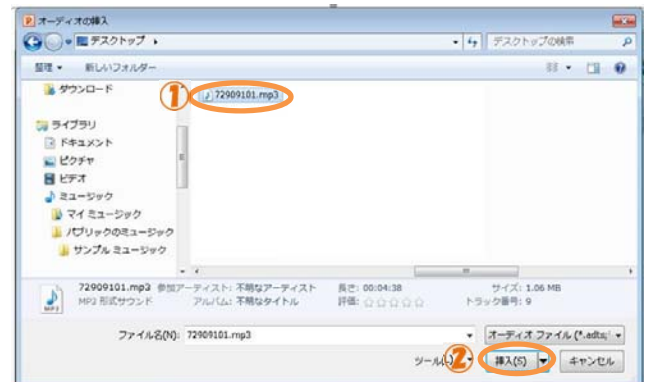 オーディオの挿入
デスクトップ
デスクトップの検索
整理 新しいフォルダー
ダウンロード
① 72909101.mp3
ライブラリ
ドキュメント
ピクチャ
ビデオ
ミュージック
マイ ミュージック
パブリックのミュージック
サンプル ミュージック
72909101.mp3 参加アーティスト: 不明なアーティスト 長さ: 00:04:38 サイズ: 1.06 MB
MP3 形式サウンド アルバム: 不明なタイトル 評価: ☆☆☆☆☆ トラック番号: 9
MP3
ファイル名(N): 72909101.mp3 オーディオ ファイル (*.adts;
ツール(L) ② 挿入(S) キャンセル